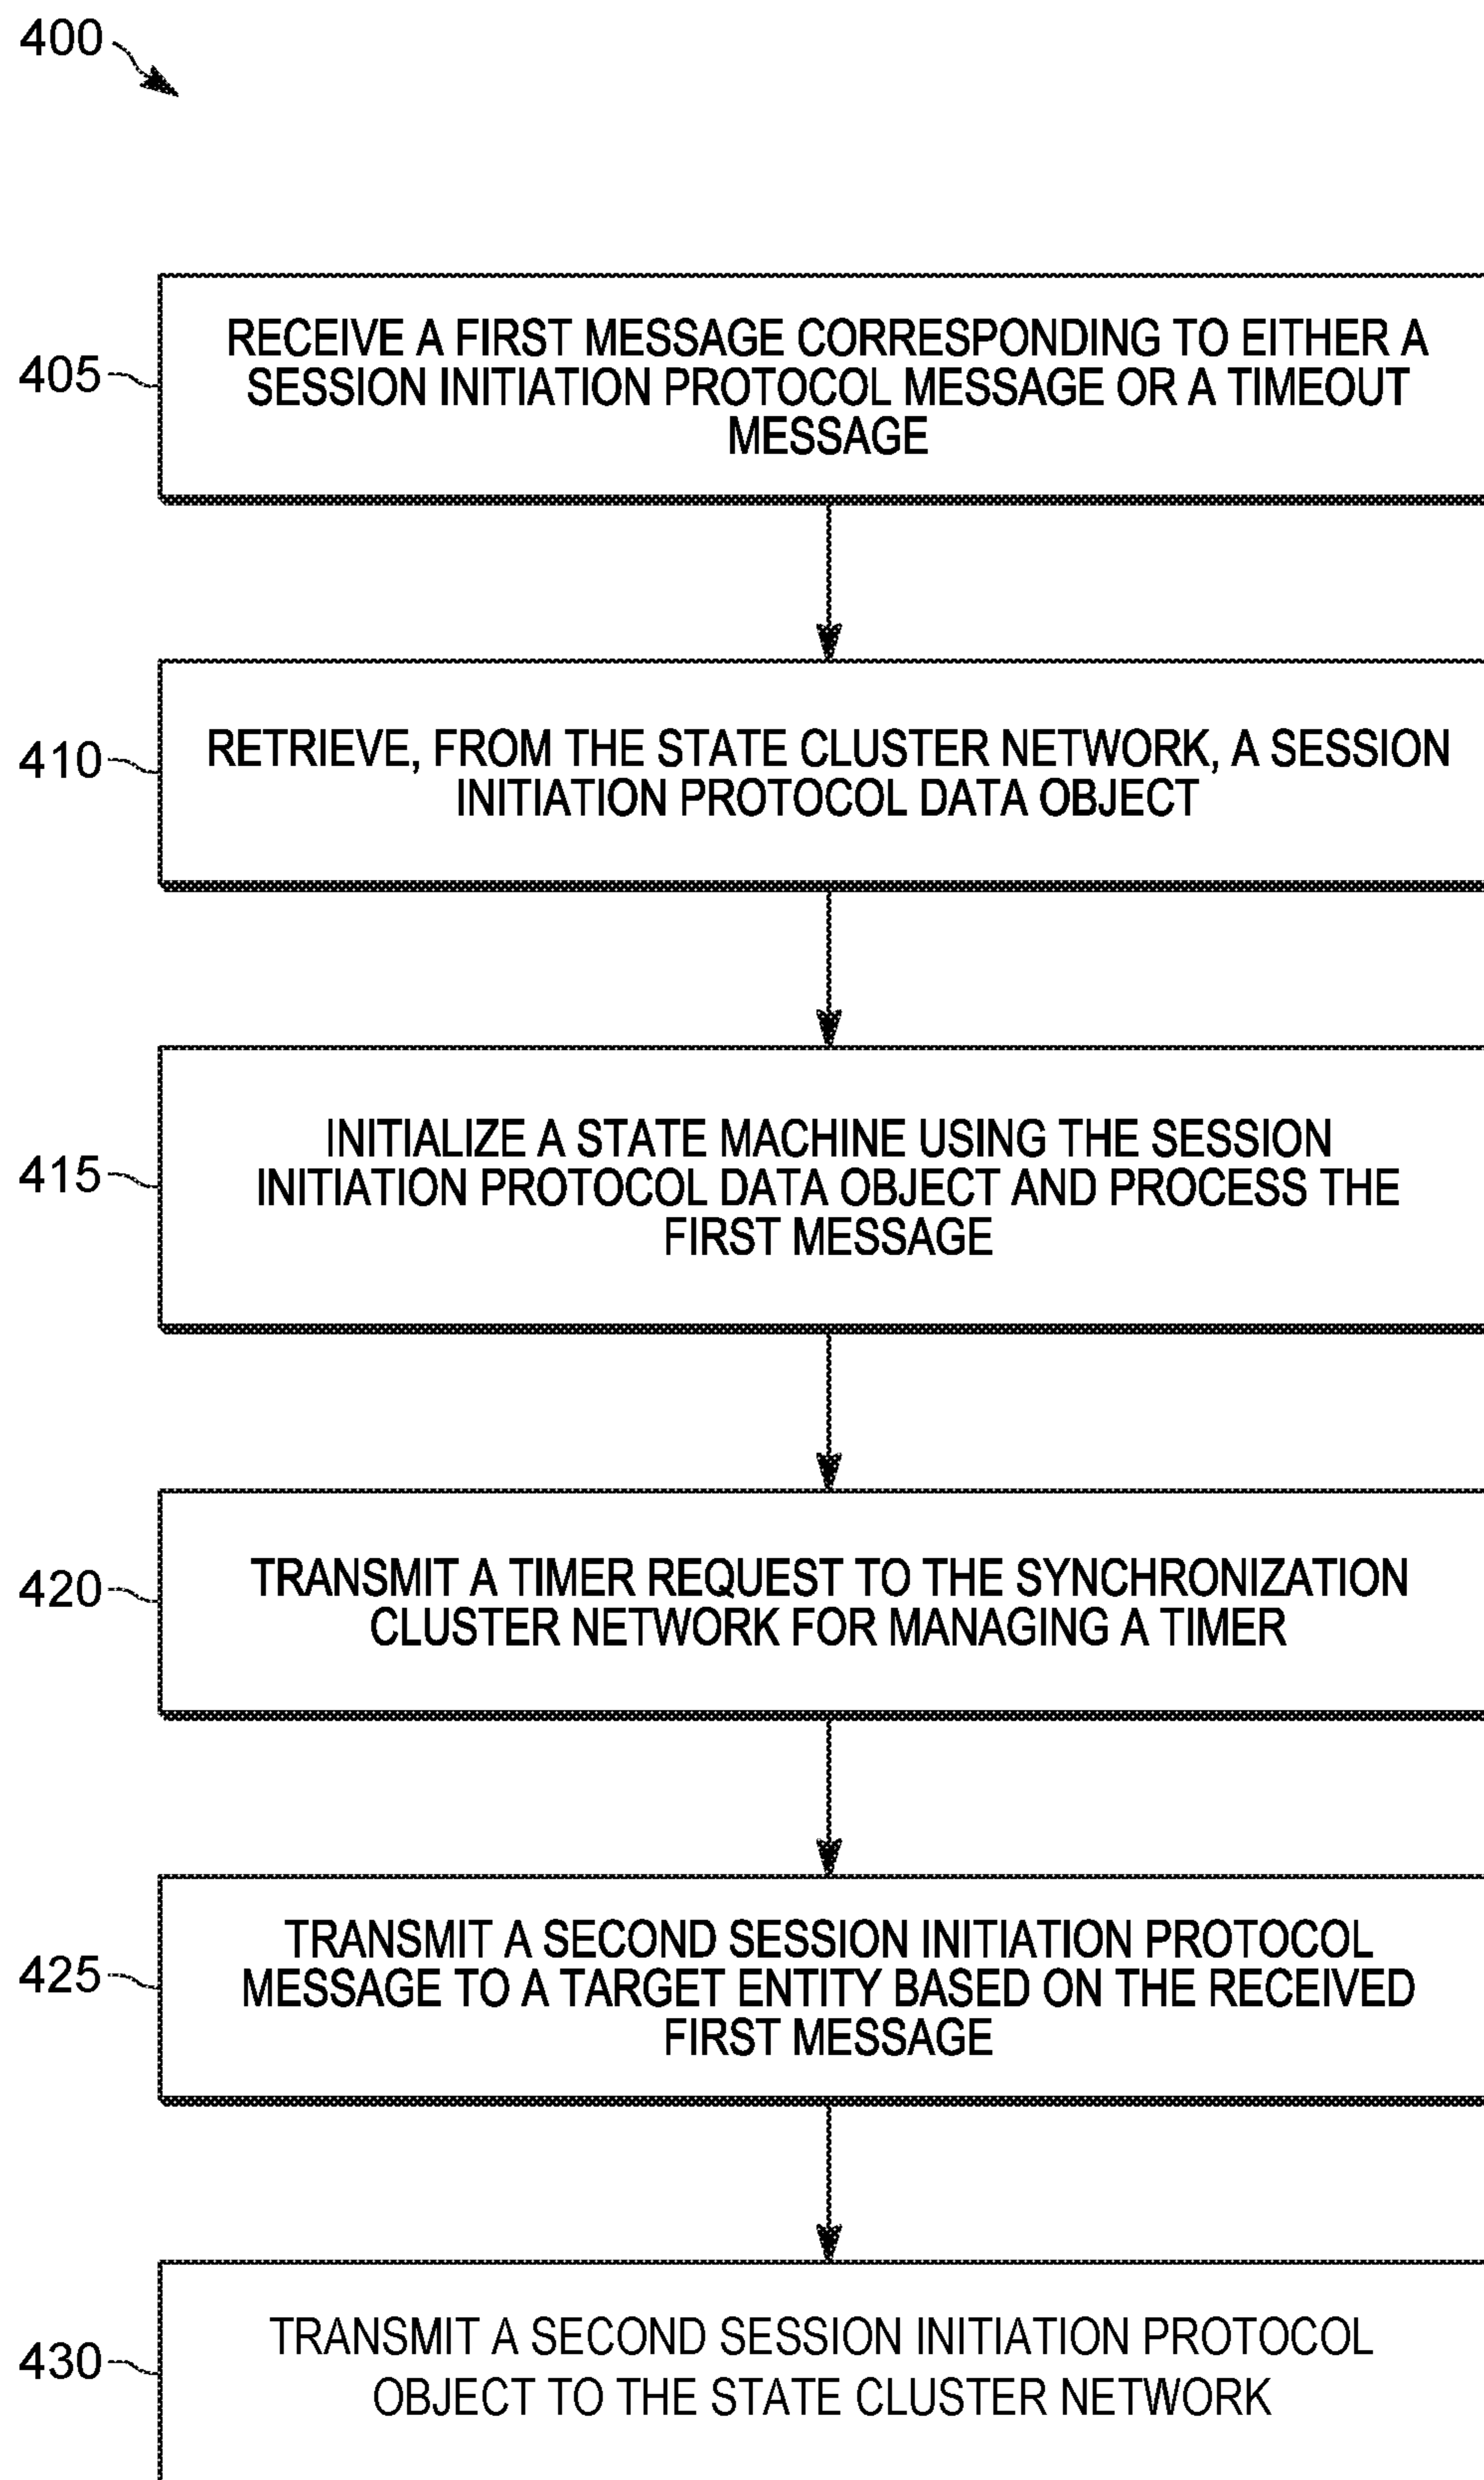 400
405
RECEIVE A FIRST MESSAGE CORRESPONDING TO EITHER A
SESSION INITIATION PROTOCOL MESSAGE OR A TIMEOUT
MESSAGE
410
RETRIEVE, FROM THE STATE CLUSTER NETWORK, A SESSION
INITIATION PROTOCOL DATA OBJECT
415
INITIALIZE A STATE MACHINE USING THE SESSION
INITIATION PROTOCOL DATA OBJECT AND PROCESS THE
FIRST MESSAGE
420
TRANSMIT A TIMER REQUEST TO THE SYNCHRONIZATION
CLUSTER NETWORK FOR MANAGING A TIMER
425
TRANSMIT A SECOND SESSION INITIATION PROTOCOL
MESSAGE TO A TARGET ENTITY BASED ON THE RECEIVED
FIRST MESSAGE
430
TRANSMIT A SECOND SESSION INITIATION PROTOCOL
OBJECT TO THE STATE CLUSTER NETWORK